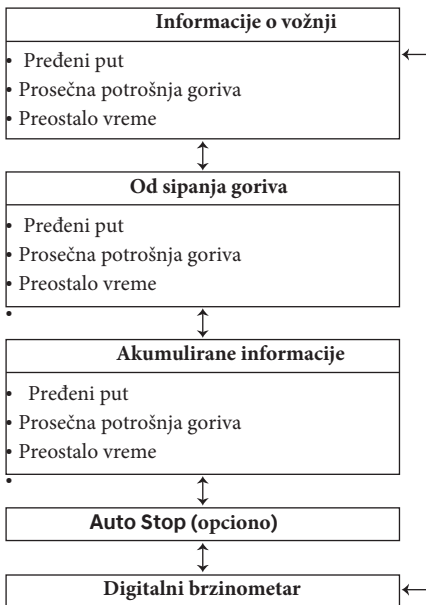 Informacije o vožnji
• Pređeni put
• Prosečna potrošnja goriva
• Preostalo vreme
Od sipanja goriva
• Pređeni put
• Prosečna potrošnja goriva
• Preostalo vreme
•
Akumulirane informacije
• Pređeni put
• Prosečna potrošnja goriva
• Preostalo vreme
•
Auto Stop (opciono)
Digitalni brzinometar